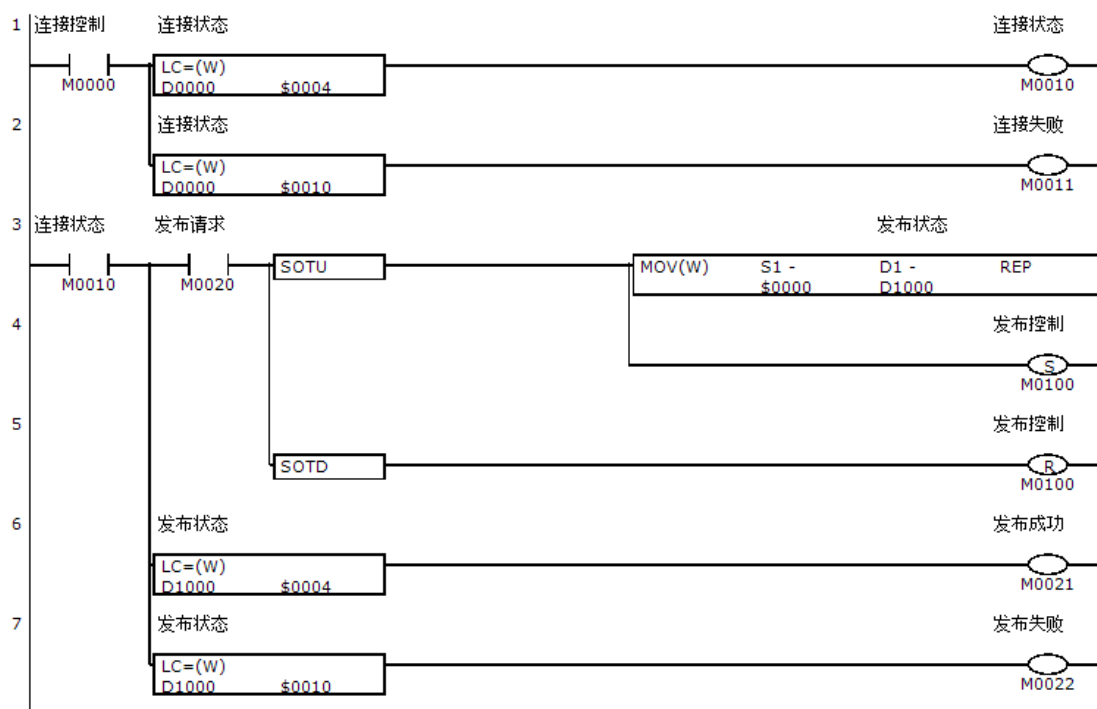 1 连接控制 连接状态 连接状态
LC=(W)
M0000 D0000 $0004 M0010
2 连接状态 连接失败
LC=(W)
D0000 $0010 M0011
3 连接状态 发布请求 发布状态
SOTU MOV(W) S1 - D1 - REP
M0010 M0020 $0000 D1000
4 发布控制
S
M0100
5 发布控制
SOTD R
M0100
6 发布状态 发布成功
LC=(W)
D1000 $0004 M0021
7 发布状态 发布失败
LC=(W)
D1000 $0010 M0022